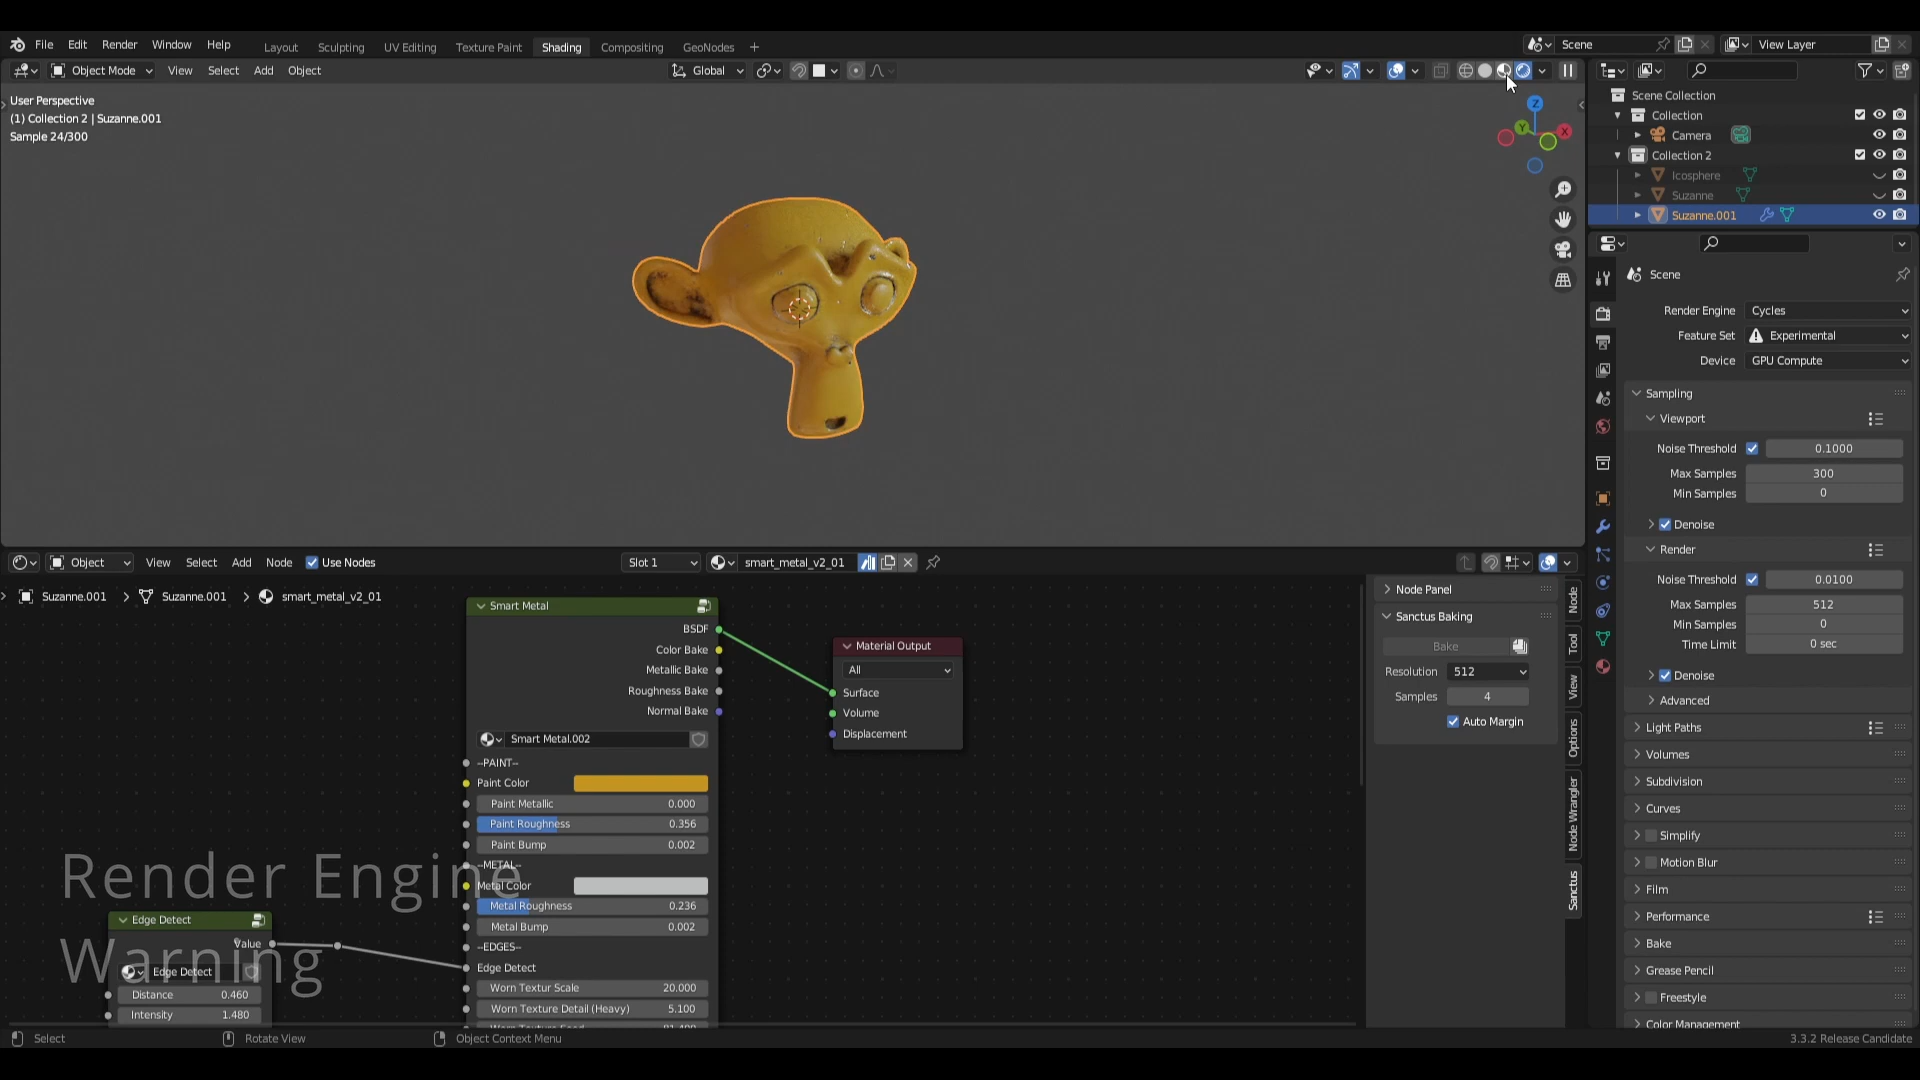 File Edit Render Window Help
Layout Sculpting UV Editing Texture Paint Shading Compositing GeoNodes +
Scene
View Layer
Object Mode View Select Add Object
Global
User Perspective
(1) Collection 2 | Suzanne.001
Sample 24/300
Z
Y
X
Scene Collection
Collection
Camera
Collection 2
Icosphere
Suzanne
Suzanne.001
Scene
Render Engine Cycles
Feature Set Experimental
Device GPU Compute
Sampling
Viewport
Noise Threshold 0.1000
Max Samples 300
Min Samples 0
Denoise
Render
Noise Threshold 0.0100
Max Samples 512
Min Samples 0
Time Limit 0 sec
Denoise
Advanced
Light Paths
Volumes
Subdivision
Curves
Simplify
Motion Blur
Film
Performance
Bake
Grease Pencil
Freestyle
Color Management
Object View Select Add Node Use Nodes
Slot 1
smart_metal_v2_01
Suzanne.001 > Suzanne.001 > smart_metal_v2_01
Smart Metal
BSDF
Color Bake
Metallic Bake
Roughness Bake
Normal Bake
Smart Metal.002
--PAINT--
Paint Color
Paint Metallic 0.000
Paint Roughness 0.356
Paint Bump 0.002
--METAL--
Metal Color
Metal Roughness 0.236
Metal Bump 0.002
--EDGES--
Edge Detect
Worn Textur Scale 20.000
Worn Texture Detail (Heavy) 5.100
Material Output
All
Surface
Volume
Displacement
Node Panel
Sanctus Baking
Bake
Resolution 512
Samples 4
Auto Margin
Node
Tool
View
Options
Node Wrangler
Sanctus
Render Engine
Warning
Edge Detect
Value
Edge Detect
Distance 0.460
Intensity 1.480
Select
Rotate View
Object Context Menu
3.3.2 Release Candidate